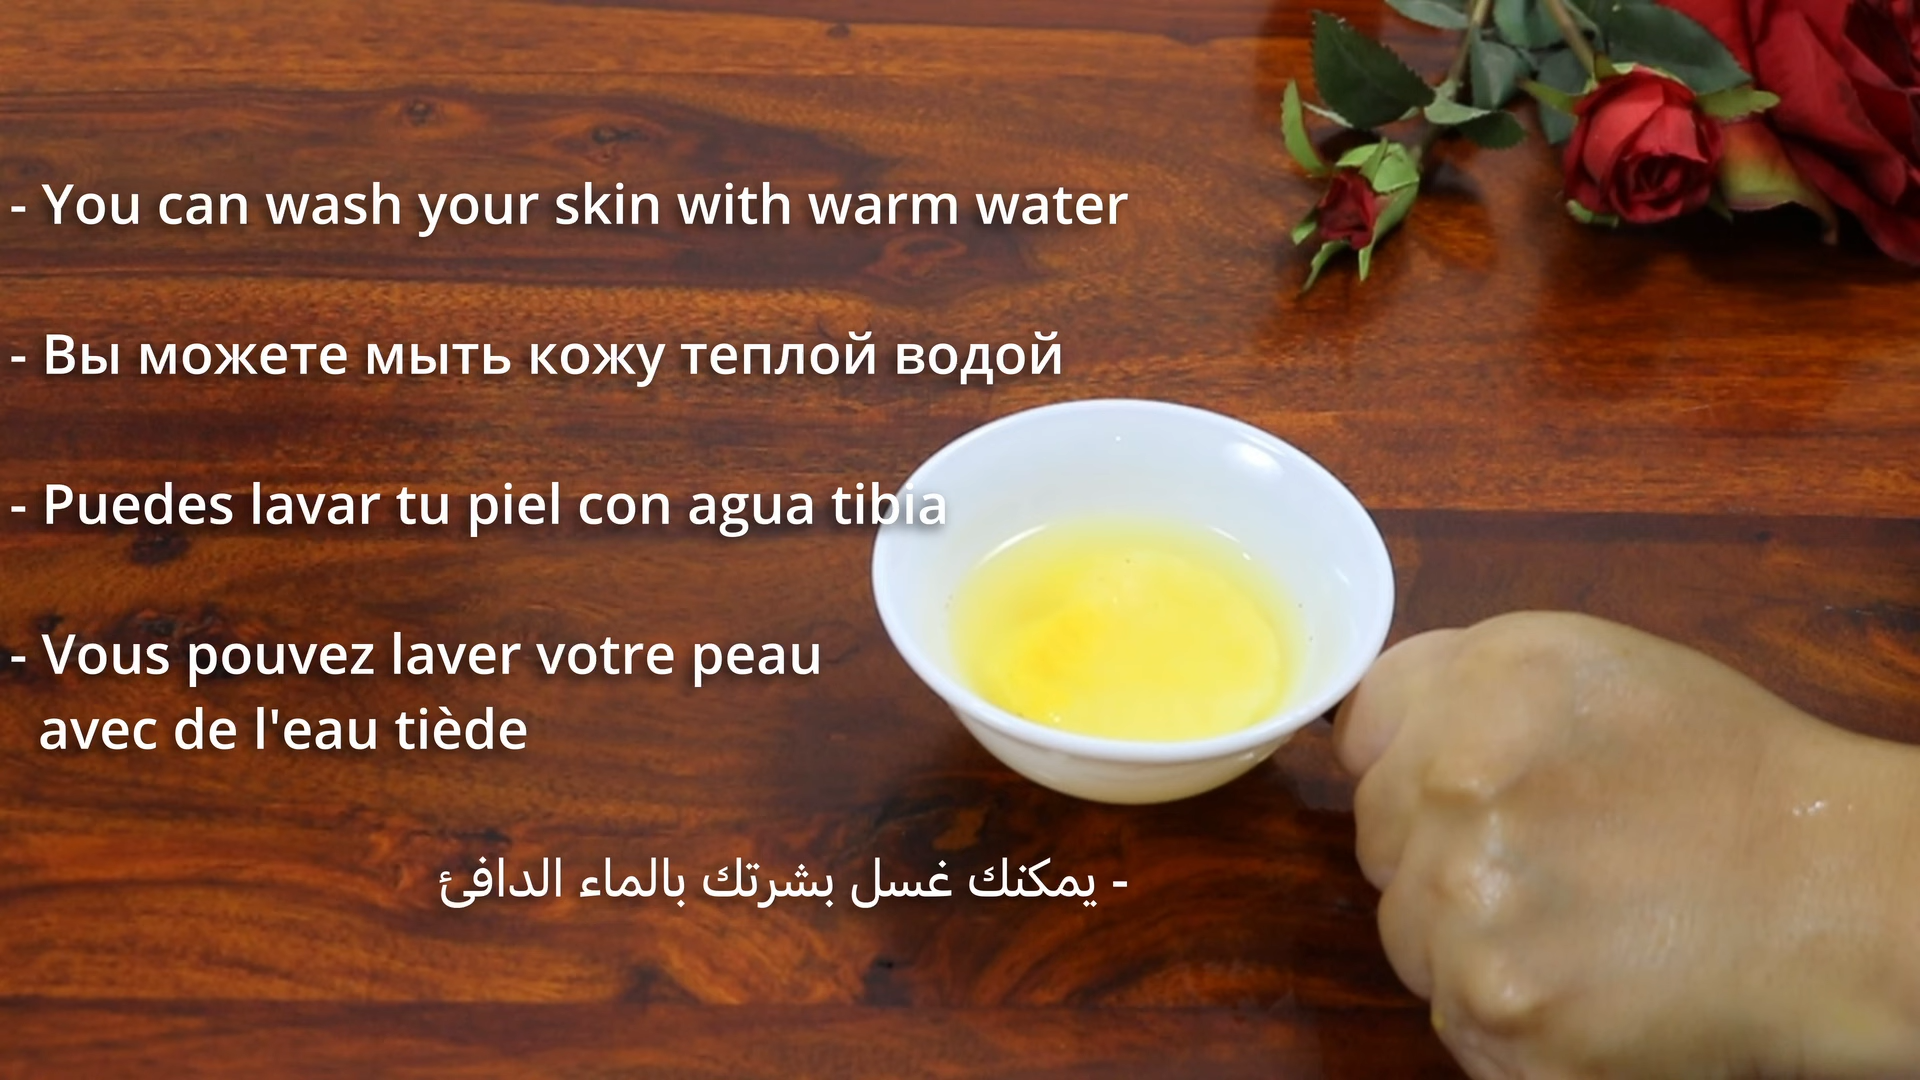 - You can wash your skin with warm water
- Вы можете мыть кожу теплой водой
- Puedes lavar tu piel con agua tibia
- Vous pouvez laver votre peau
avec de l'eau tiède
- يمكنك غسل بشرتك بالماء الدافئ